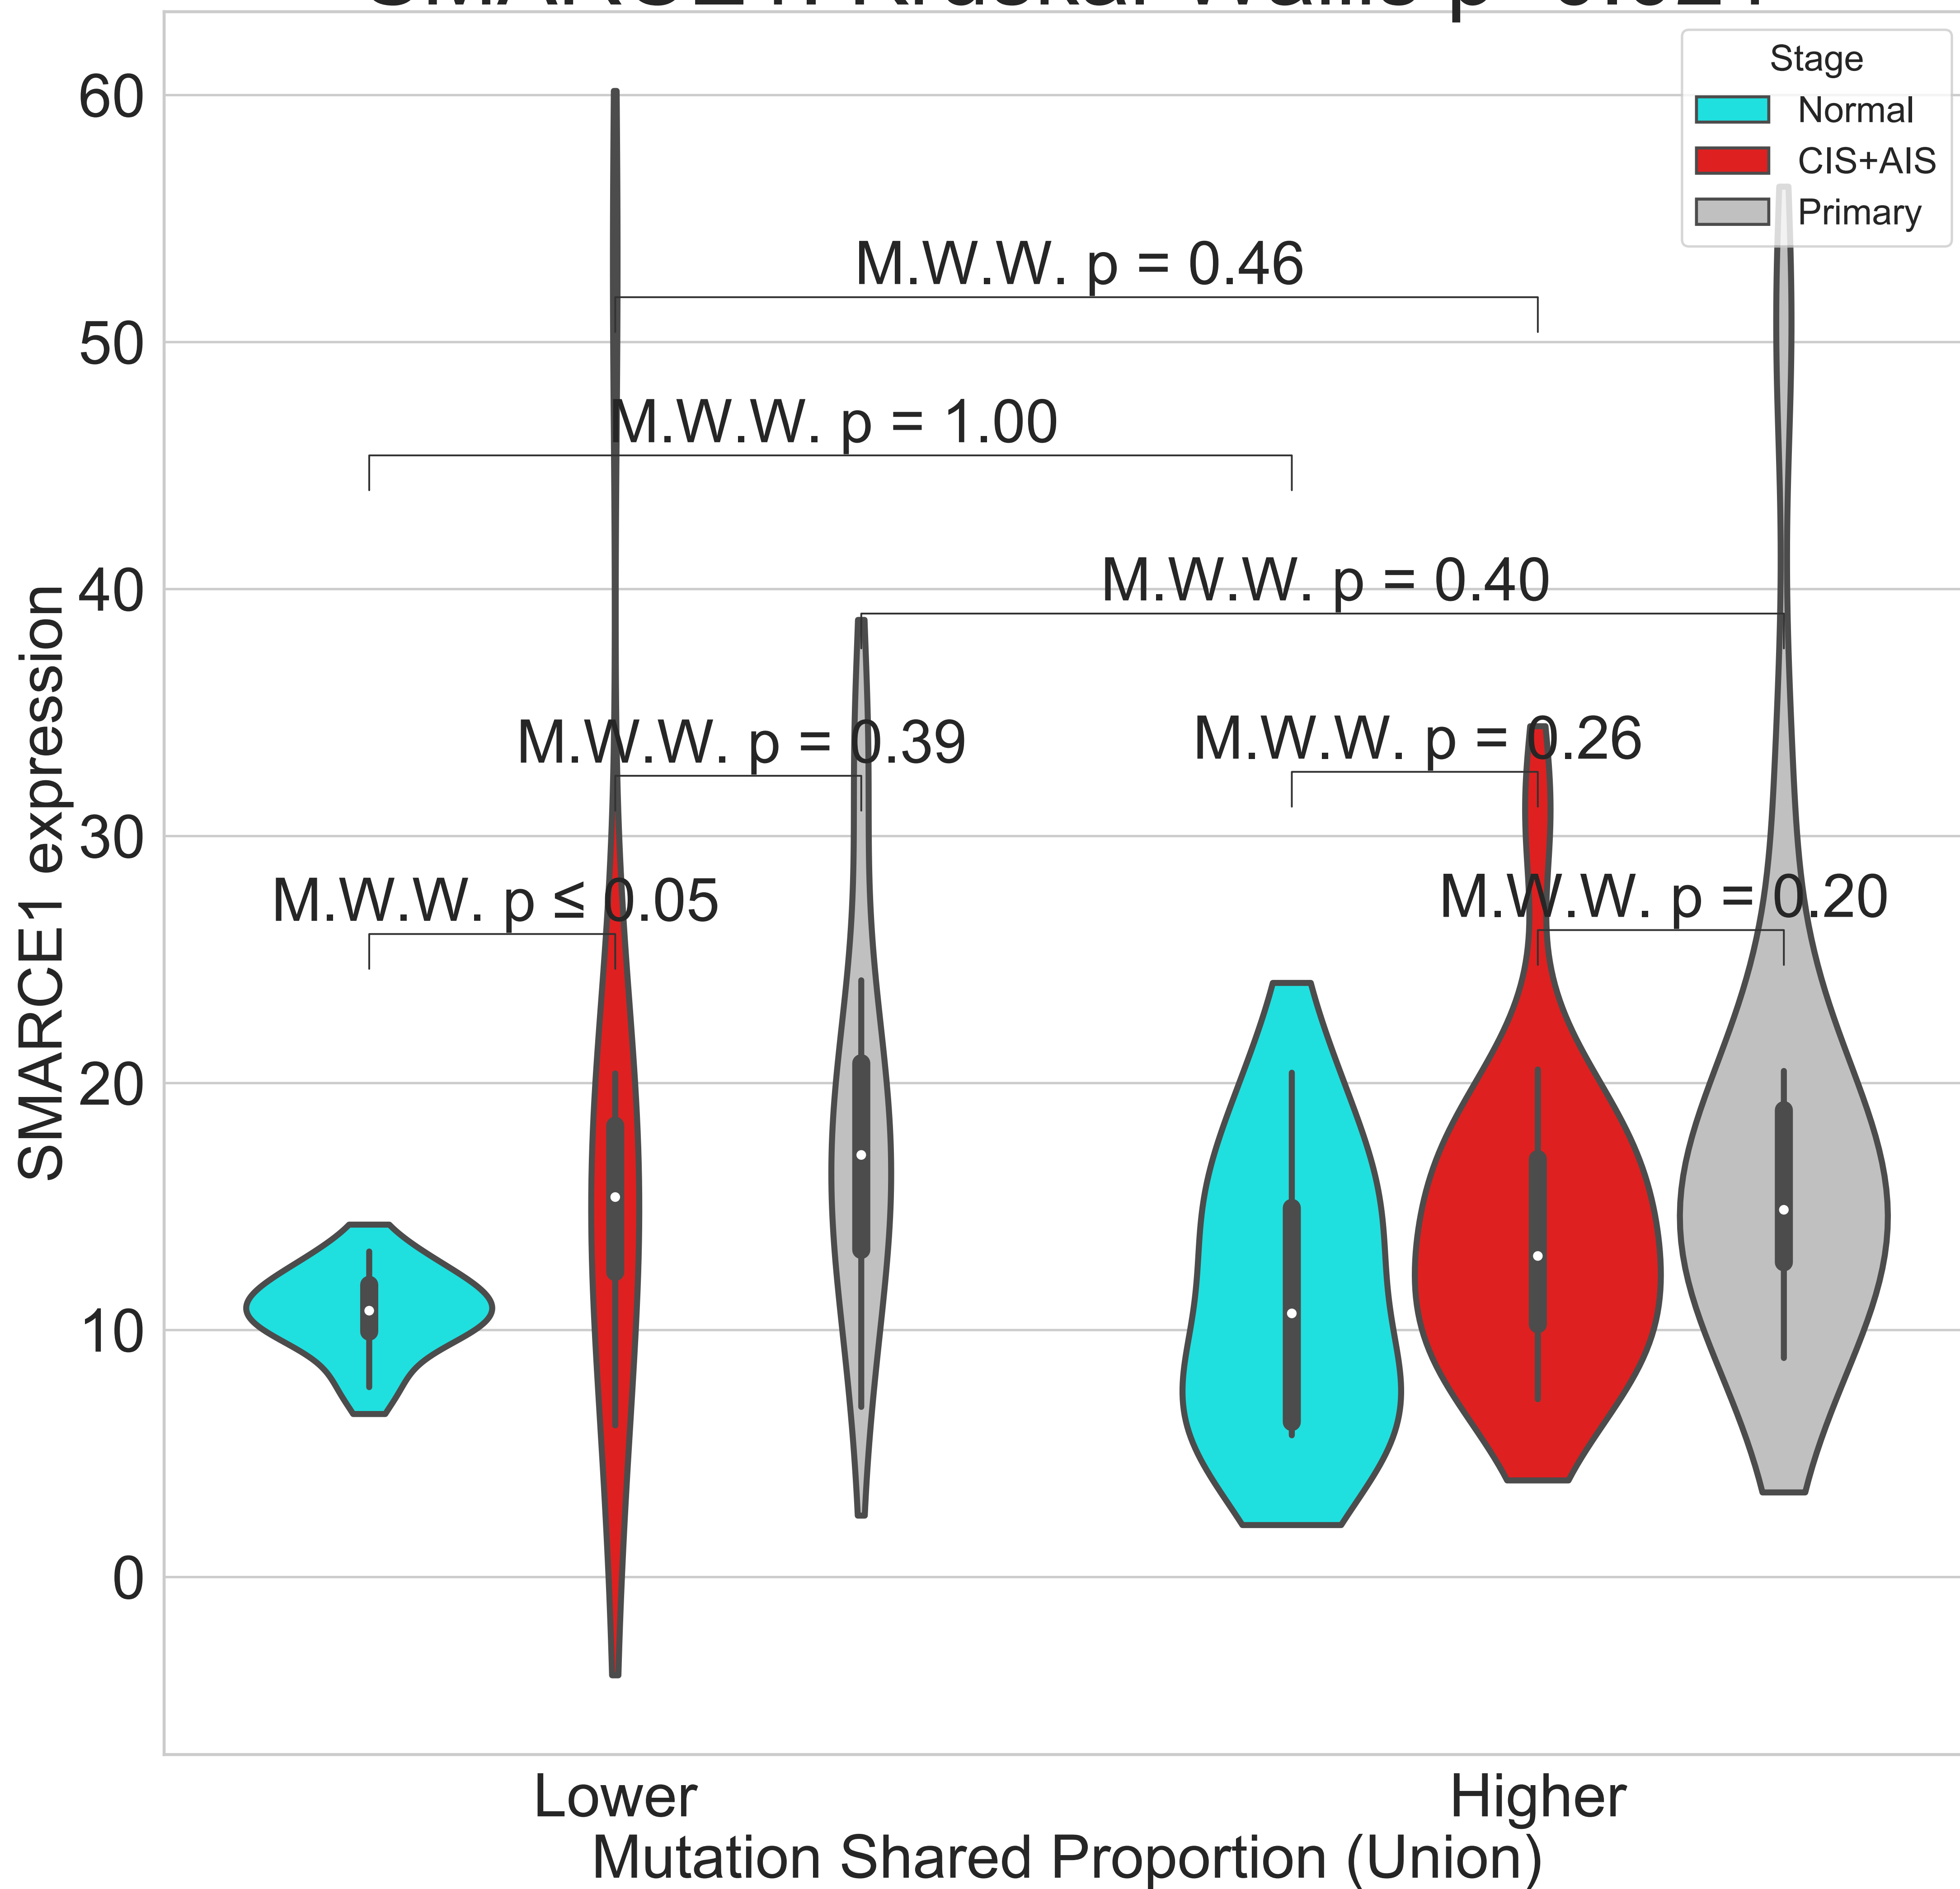 Stage
Normal
CIS+AIS
Primary
60
50
40
30
20
10
0
SMARCE1 expression
M.W.W. p = 0.46
M.W.W. p = 1.00
M.W.W. p = 0.40
M.W.W. p = 0.39
M.W.W. p = 0.26
M.W.W. p ≤ 0.05
M.W.W. p = 0.20
Lower
Higher
Mutation Shared Proportion (Union)